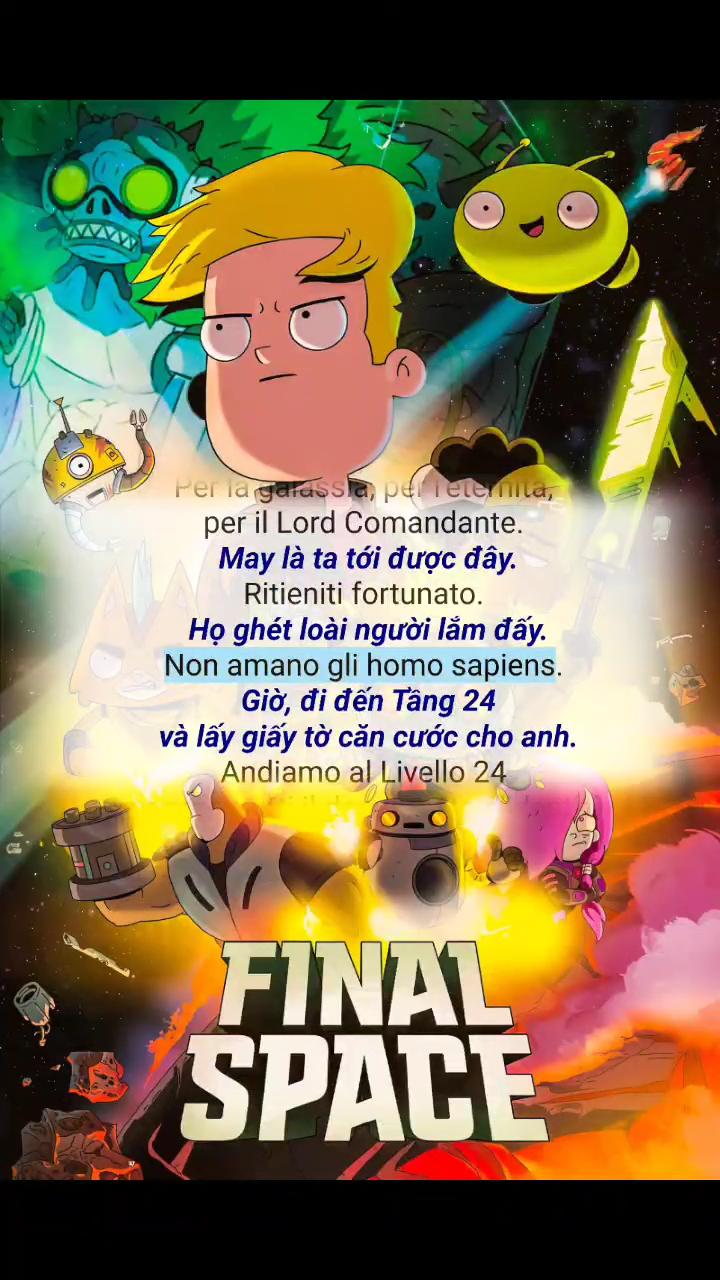 Per la galassia, per l'eternità,
per il Lord Comandante.
May là ta tới được đây.
Ritieniti fortunato.
Họ ghét loài người lắm đấy.
Non amano gli homo sapiens.
Giờ, đi đến Tầng 24
và lấy giấy tờ căn cước cho anh.
Andiamo al Livello 24
FINAL
SPACE